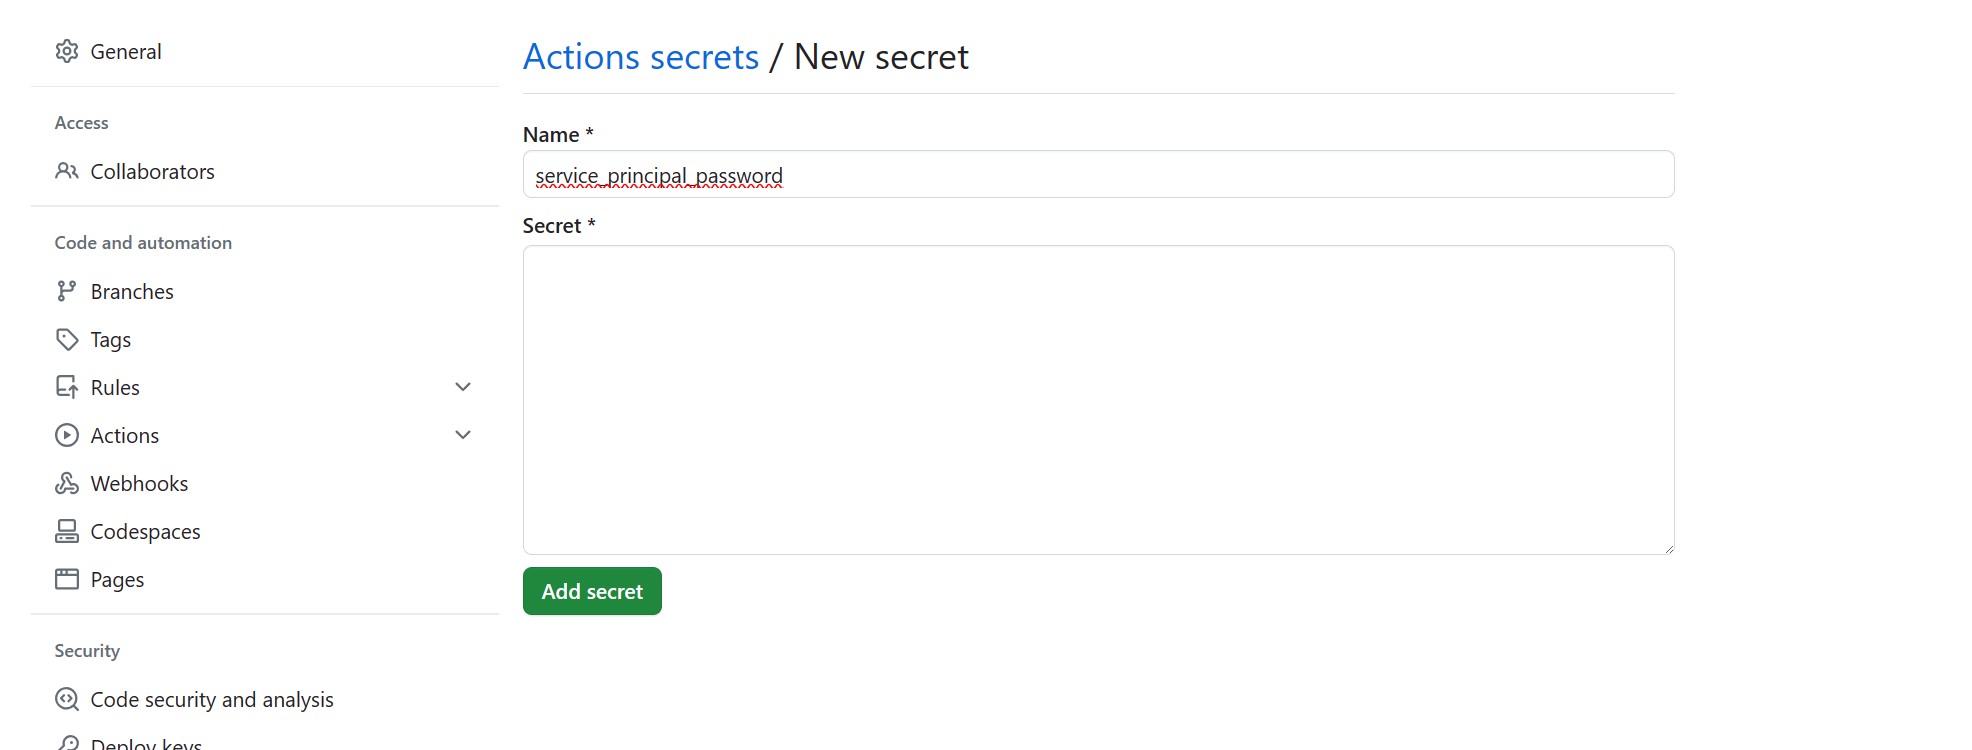 General
Access
Collaborators
Code and automation
Branches
Tags
Rules
Actions
Webhooks
Codespaces
Pages
Security
Code security and analysis
Deploy keys
Actions secrets / New secret
Name *
service_principal_password
Secret *
Add secret